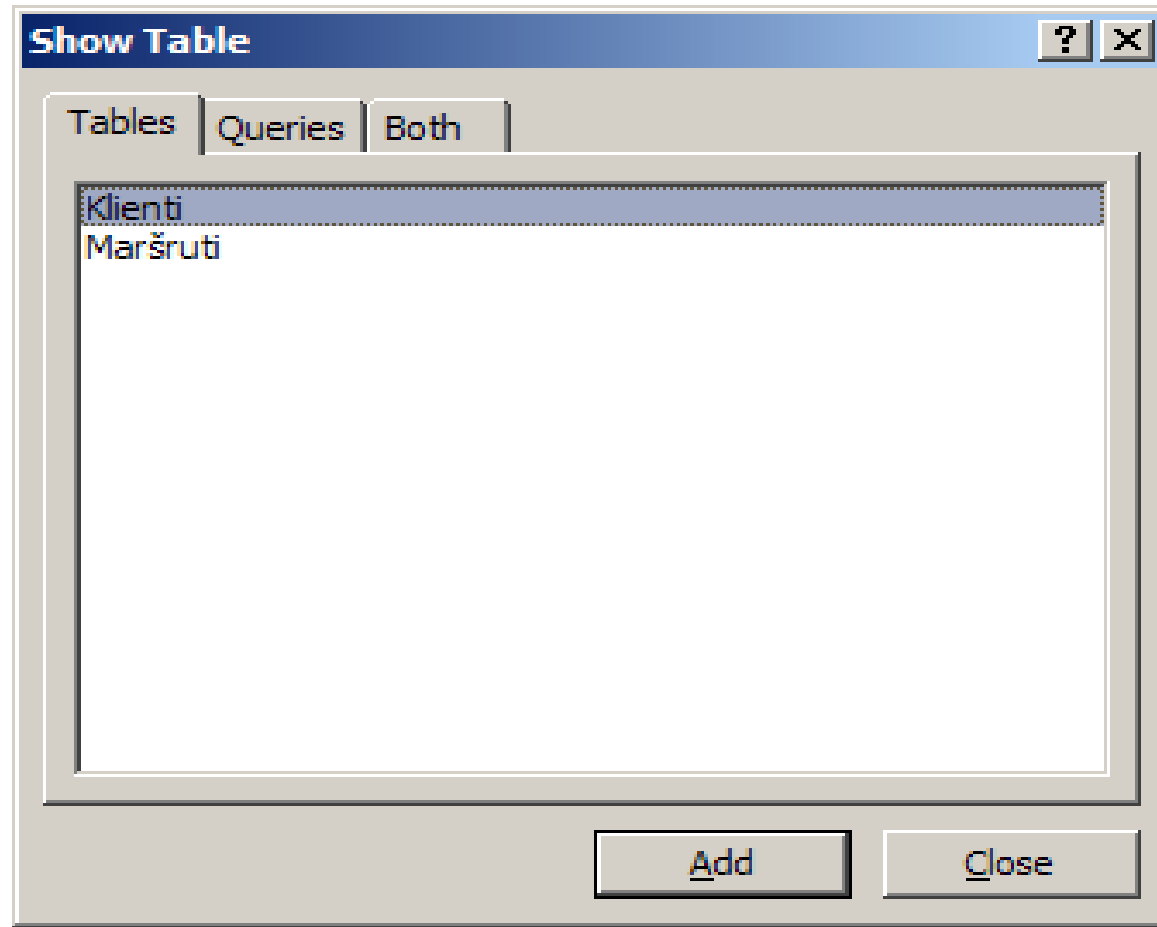 Show Table
Tables Queries Both
Klienti
Maršruti
Add Close